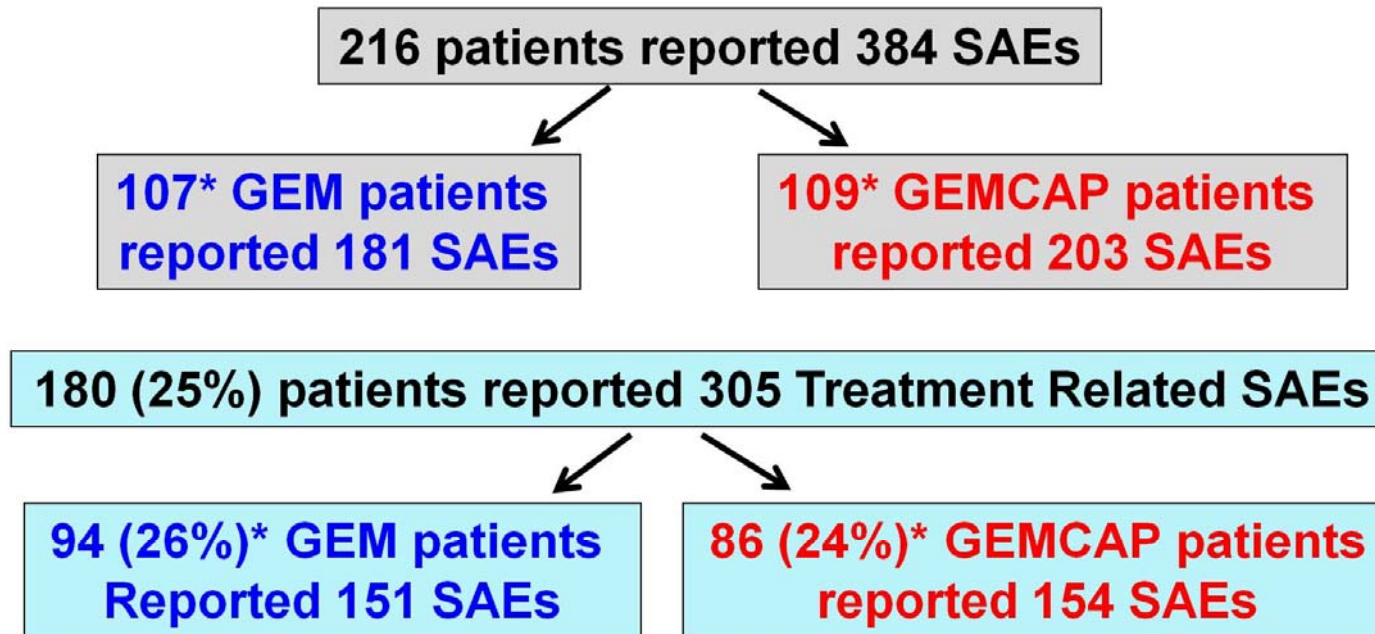 216 patients reported 384 SAEs
107* GEM patients
reported 181 SAEs
109* GEMCAP patients
reported 203 SAEs
180 (25%) patients reported 305 Treatment Related SAEs
94 (26%)* GEM patients
Reported 151 SAEs
86 (24%)* GEMCAP patients
reported 154 SAEs